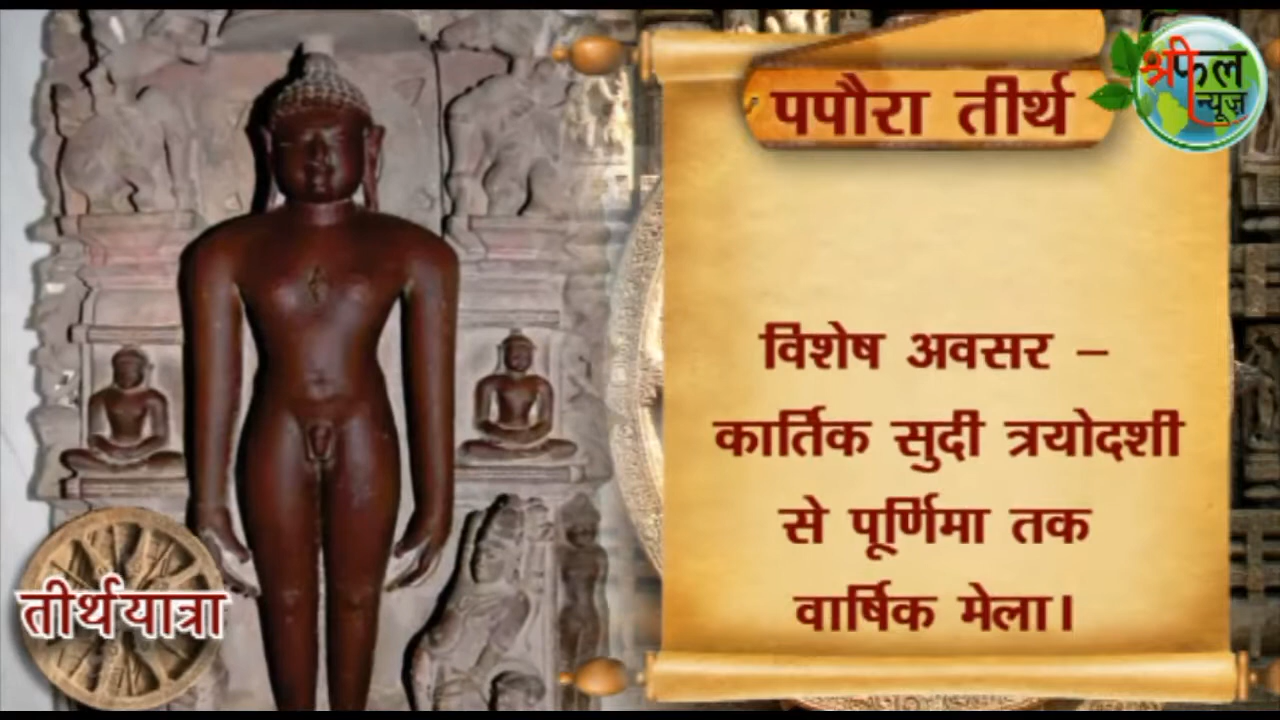 पपौरा तीर्थ
श्रीफल
न्यूज़
विशेष अवसर –
कार्तिक सुदी त्रयोदशी
से पूर्णिमा तक
वार्षिक मेला।
तीर्थयात्रा